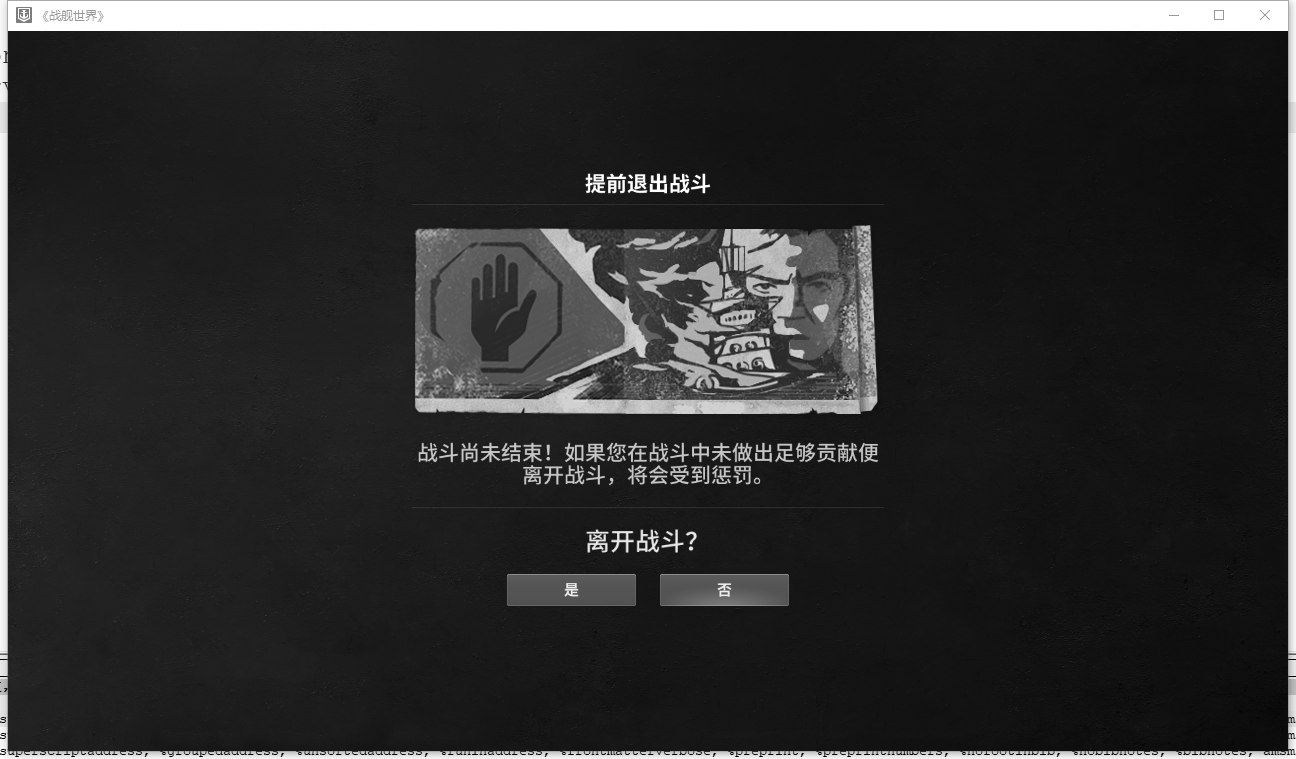 《战舰世界》
提前退出战斗
战斗尚未结束！如果您在战斗中未做出足够贡献便
离开战斗，将会受到惩罚。
离开战斗？
是
否
superscriptaddress, %groupedaddress, %unsortedaddress, %runinaddress, %frontmatterverbose, %preprint, %preprintnumbers, %nofootinbib, %nobibnotes, %bibnotes, amsm